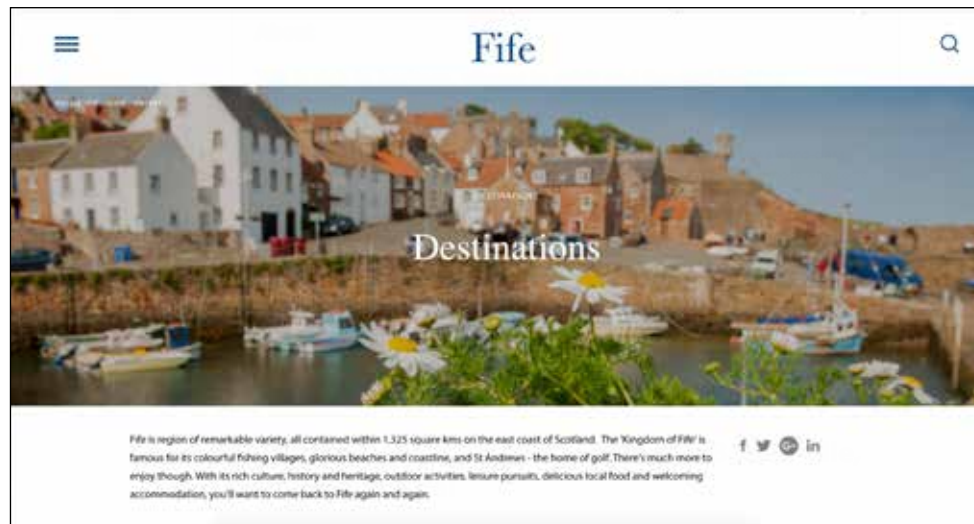 Fife
DESTINATIONS
Destinations
Fife is region of remarkable variety, all contained within 1,325 square kms on the east coast of Scotland. The 'Kingdom of Fife' is
famous for its colourful fishing villages, glorious beaches and coastline, and St Andrews - the home of golf. There's much more to
enjoy though. With its rich culture, history and heritage, outdoor activities, leisure pursuits, delicious local food and welcoming
accommodation, you'll want to come back to Fife again and again.